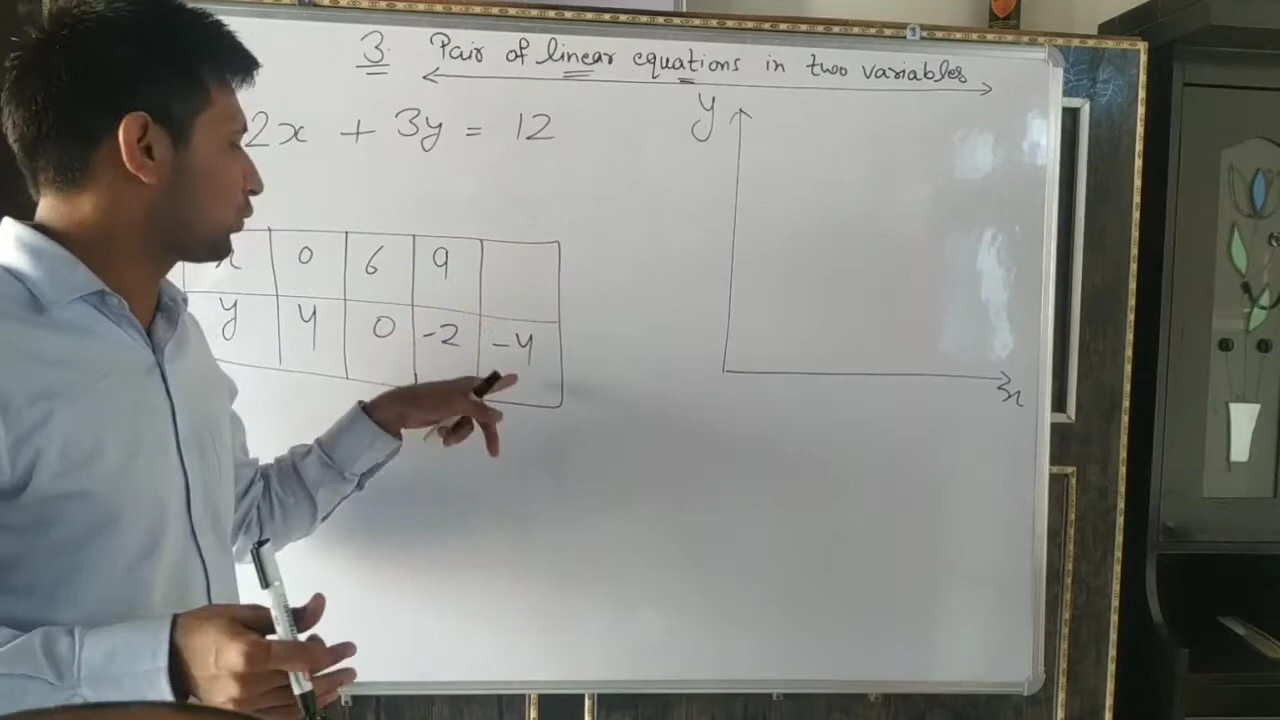 3. Pair of linear equations in two variables
2x + 3y = 12
y
x 0 6 9
y 4 0 -2 -4
x